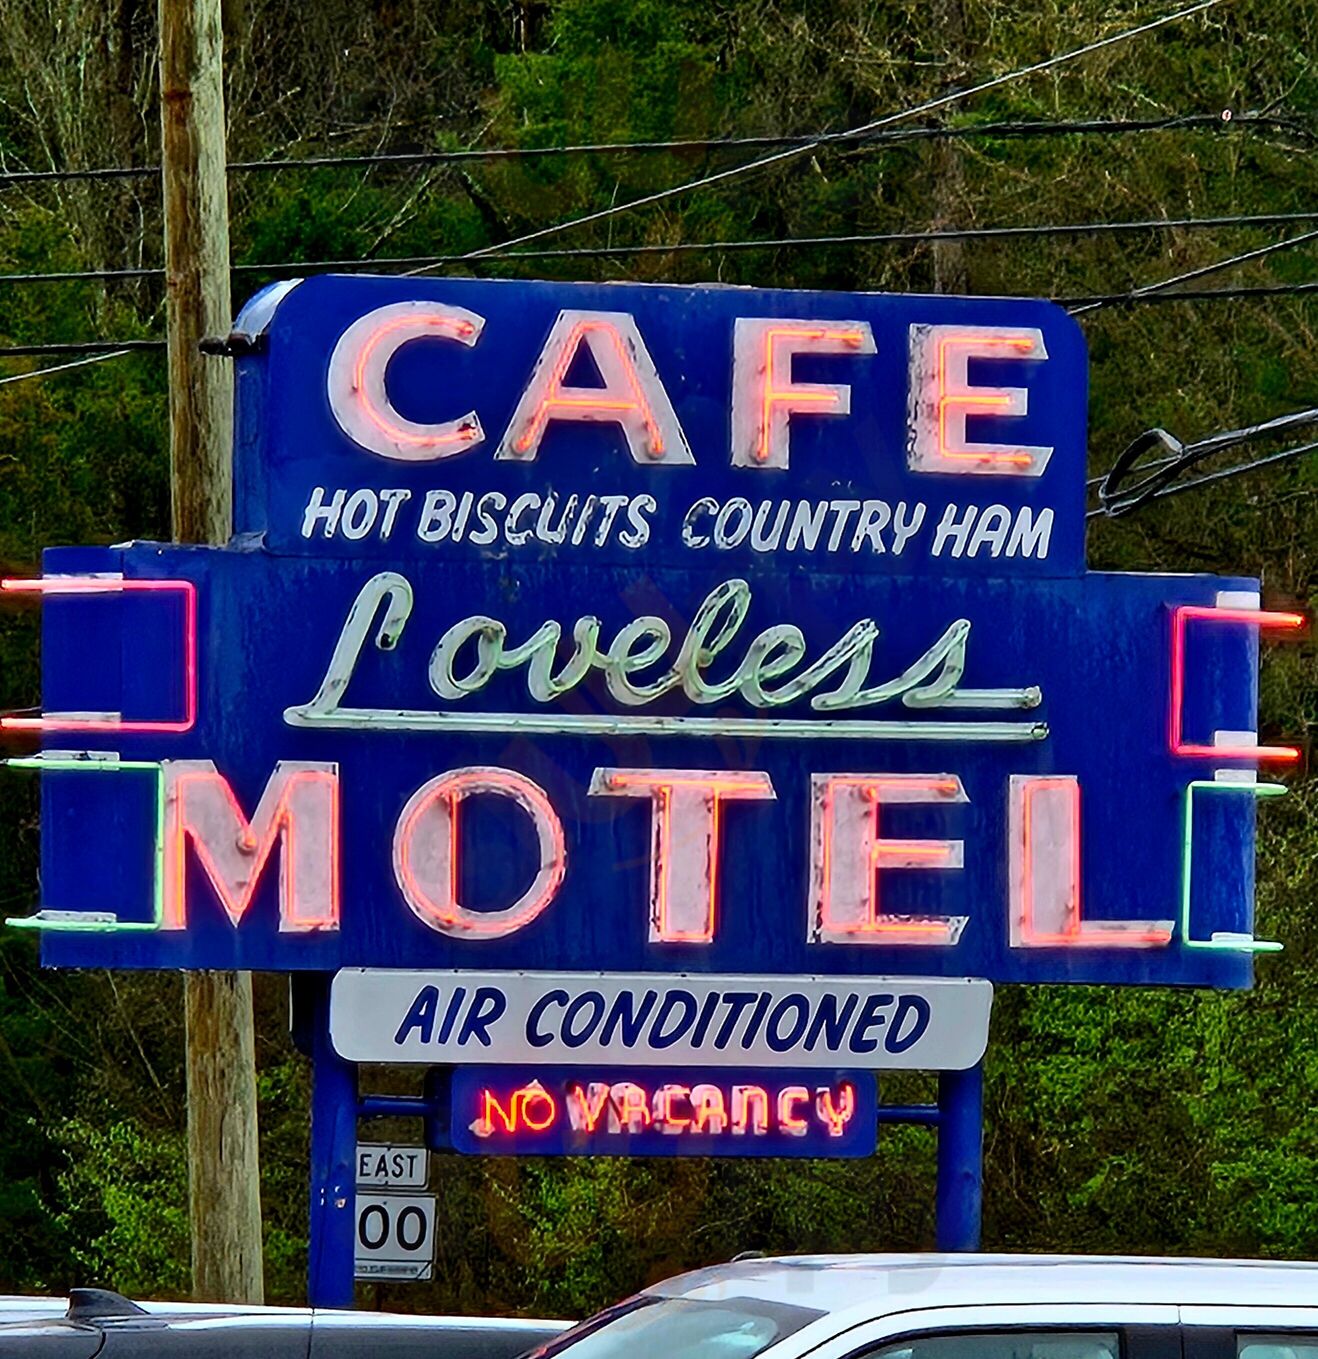 CAFE
HOT BISCUITS COUNTRY HAM
Loveless
MOTEL
AIR CONDITIONED
NO VACANCY
EAST
00